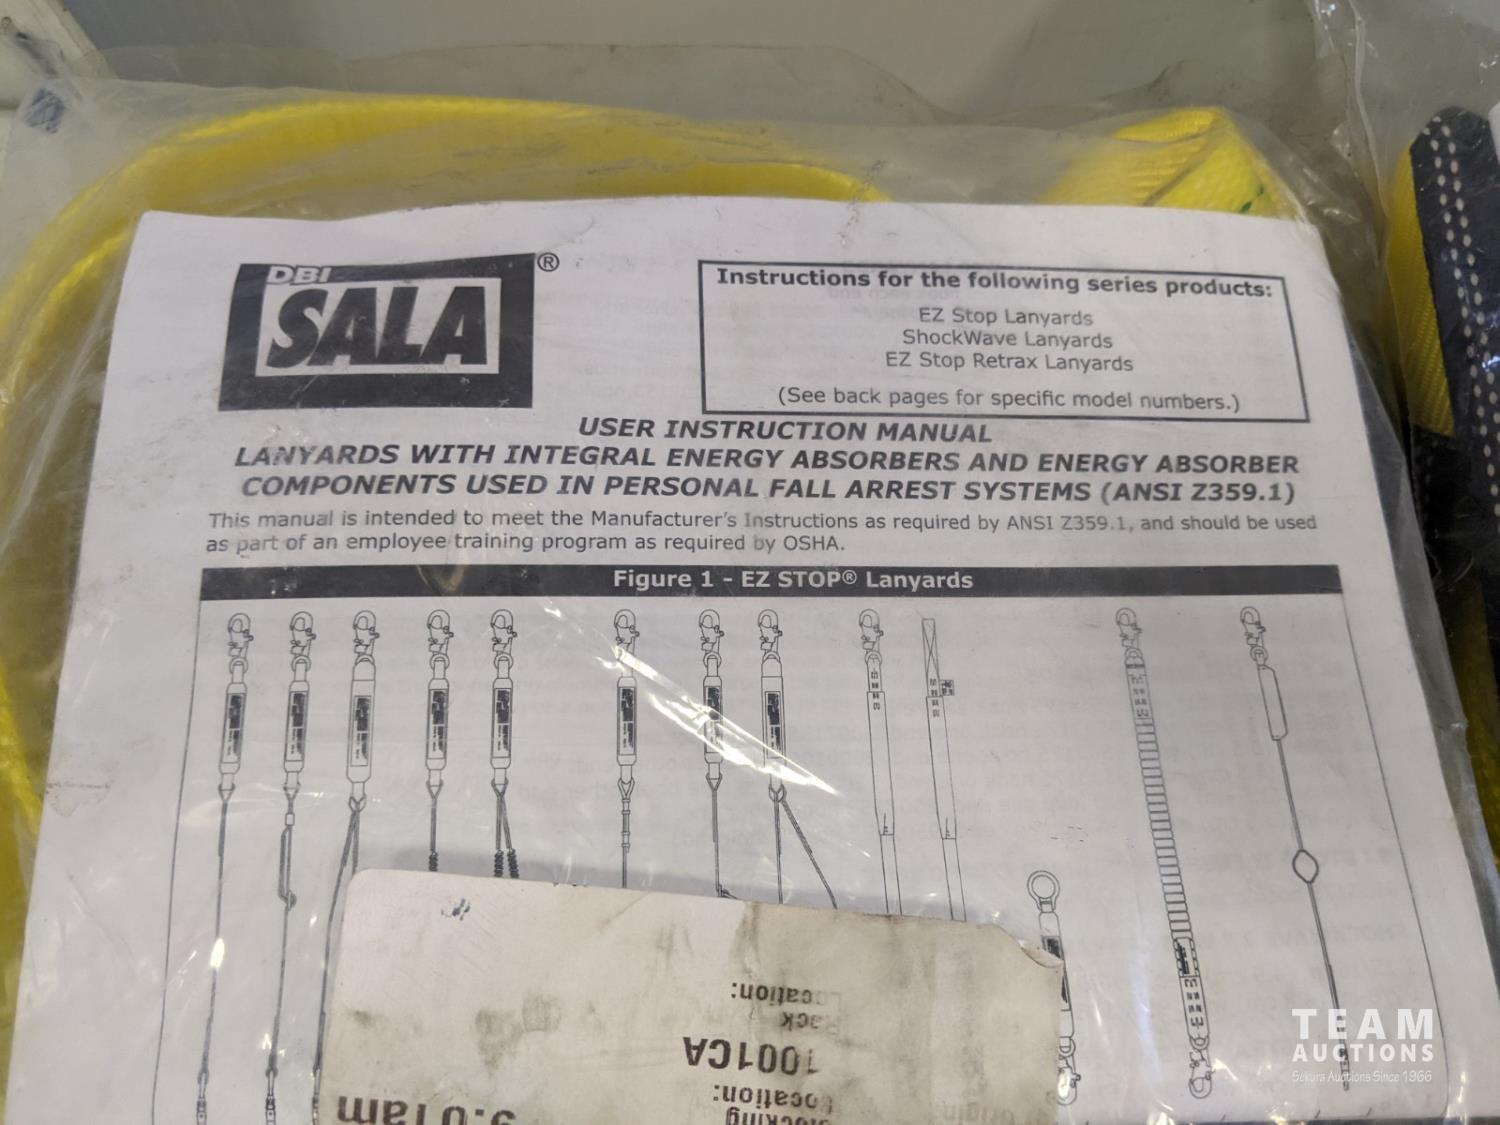 DBI
SALA®
Instructions for the following series products:
EZ Stop Lanyards
ShockWave Lanyards
EZ Stop Retrax Lanyards
(See back pages for specific model numbers.)
USER INSTRUCTION MANUAL
LANYARDS WITH INTEGRAL ENERGY ABSORBERS AND ENERGY ABSORBER
COMPONENTS USED IN PERSONAL FALL ARREST SYSTEMS (ANSI Z359.1)
This manual is intended to meet the Manufacturer's Instructions as required by ANSI Z359.1, and should be used
as part of an employee training program as required by OSHA.
Figure 1 - EZ STOP® Lanyards
Location:
1001CA
Location:
TEAM
AUCTIONS
Sekura Auctions Since 1966